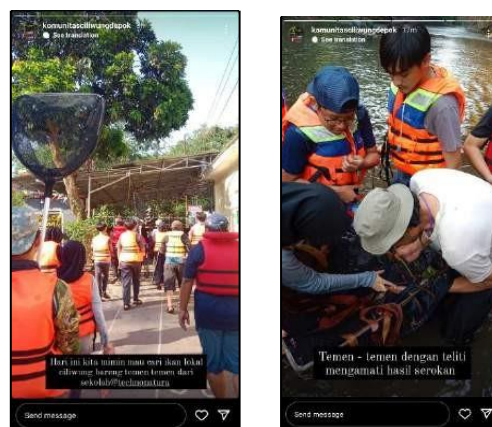 komunitasciliwungdepok
See translation
Hari ini kita mimin mau cari ikan lokal
ciliwung bareng temen temen dari
sekolah@technonatura
Send message
komunitasciliwungdepok 17m
See translation
Temen - temen dengan teliti
mengamati hasil serokan
Send message